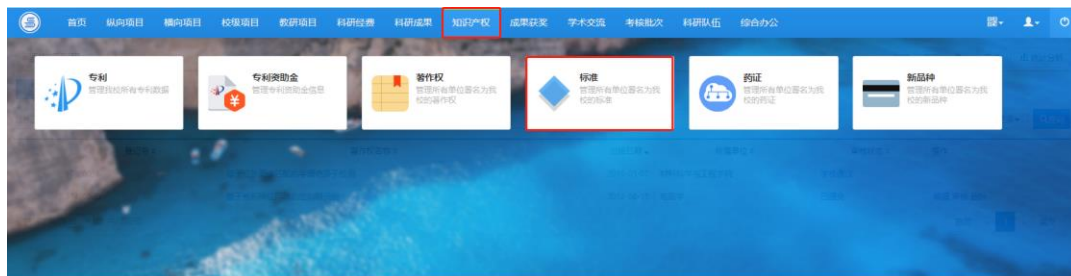 首页 纵向项目 横向项目 校级项目 教研项目 科研经费 科研成果 知识产权 成果获奖 学术交流 考核批次 科研队伍 综合办公
专利
管理我校所有专利数据
专利资助金
管理专利资助金信息
著作权
管理所有单位署名为我
校的著作权
标准
管理所有单位署名为我
校的标准
药证
管理所有单位署名为我
校的药证
新品种
管理所有单位署名为我
校的新品种